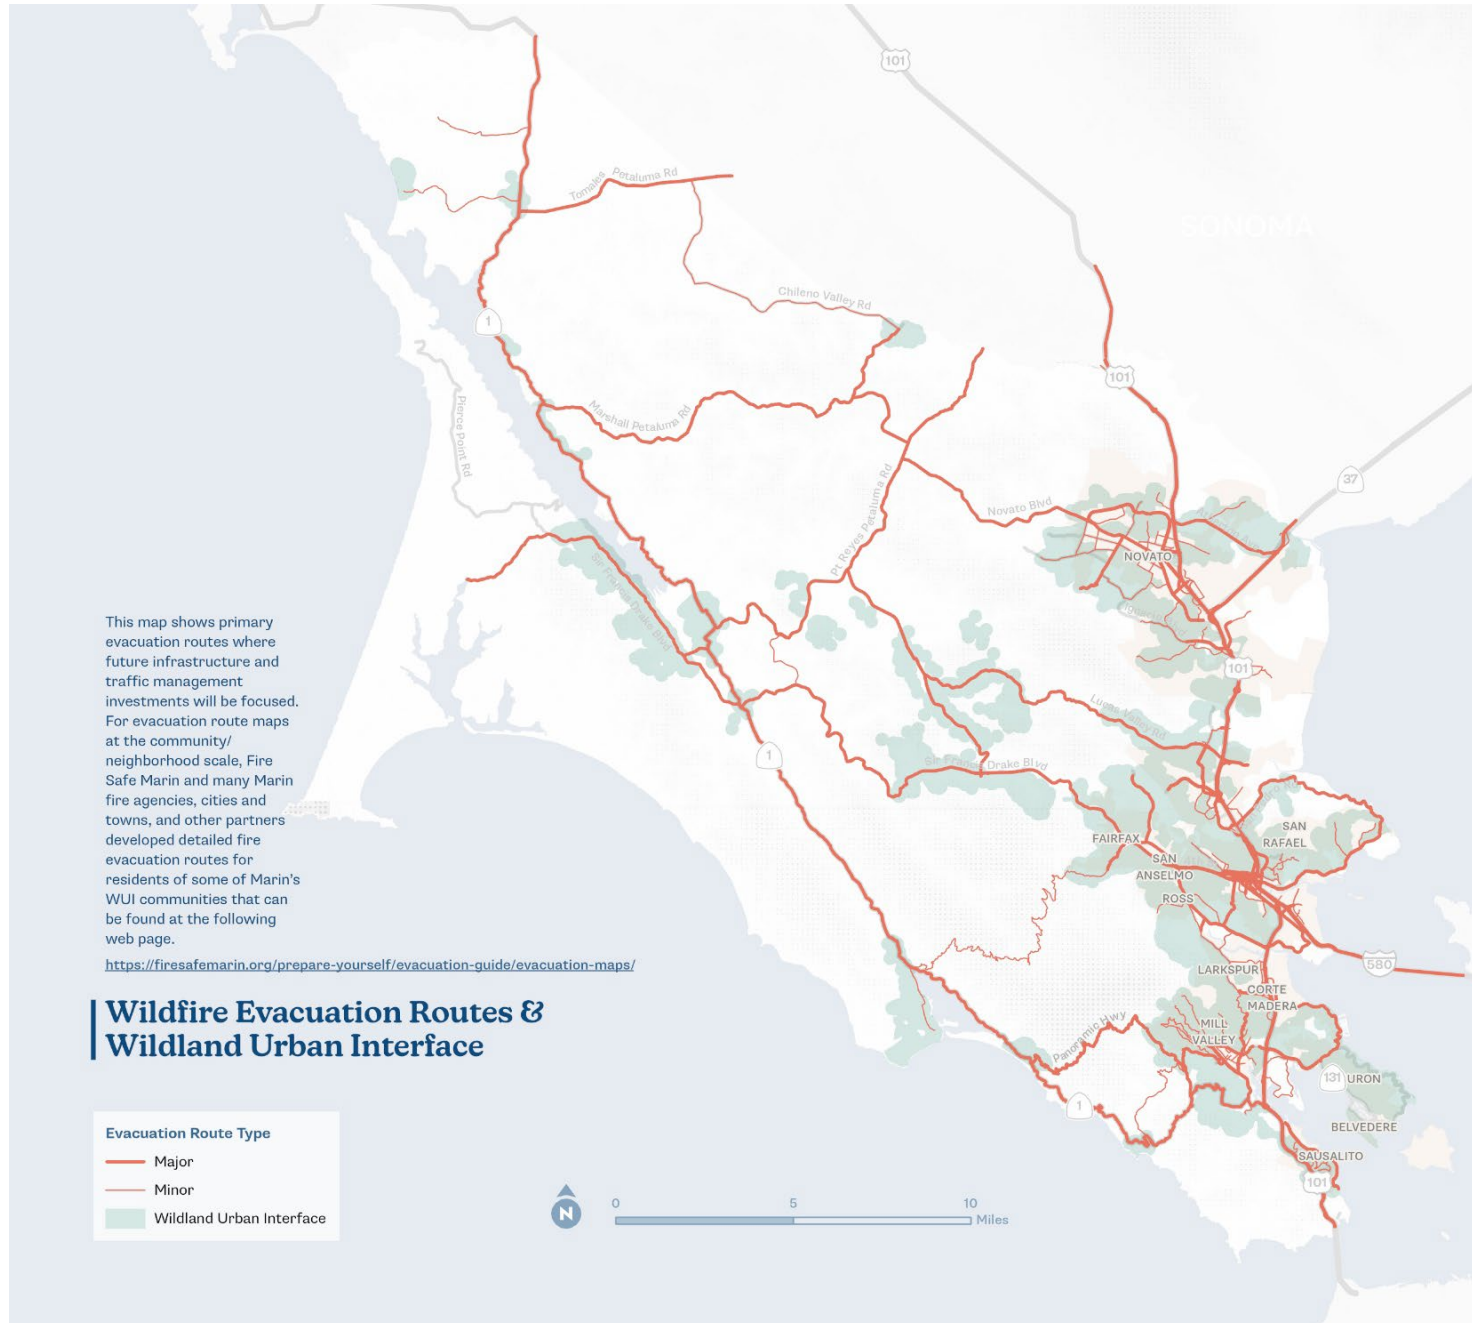 101
SONOMA
Tomales Petaluma Rd
Chileno Valley Rd
1
101
Marshall Petaluma Rd
Pierce Point Rd
37
Pt Reyes Petaluma Rd
Novato Blvd
NOVATO
Sir Francis Drake Blvd
101
Lucas Valley Rd
1
Sir Francis Drake Blvd
This map shows primary
evacuation routes where
future infrastructure and
traffic management
investments will be focused.
For evacuation route maps
at the community/
neighborhood scale, Fire
Safe Marin and many Marin
fire agencies, cities and
towns, and other partners
developed detailed fire
evacuation routes for
residents of some of Marin's
WUI communities that can
be found at the following
web page.
https://firesafemarin.org/prepare-yourself/evacuation-guide/evacuation-maps/
SAN
RAFAEL
FAIRFAX
SAN
ANSELMO
ROSS
580
LARKSPUR
CORTE
MADERA
MILL
VALLEY
Panoramic Hwy
131
URON
1
BELVEDERE
SAUSALITO
101
Wildfire Evacuation Routes &
Wildland Urban Interface
Evacuation Route Type
Major
Minor
Wildland Urban Interface
N
0 5 10
Miles